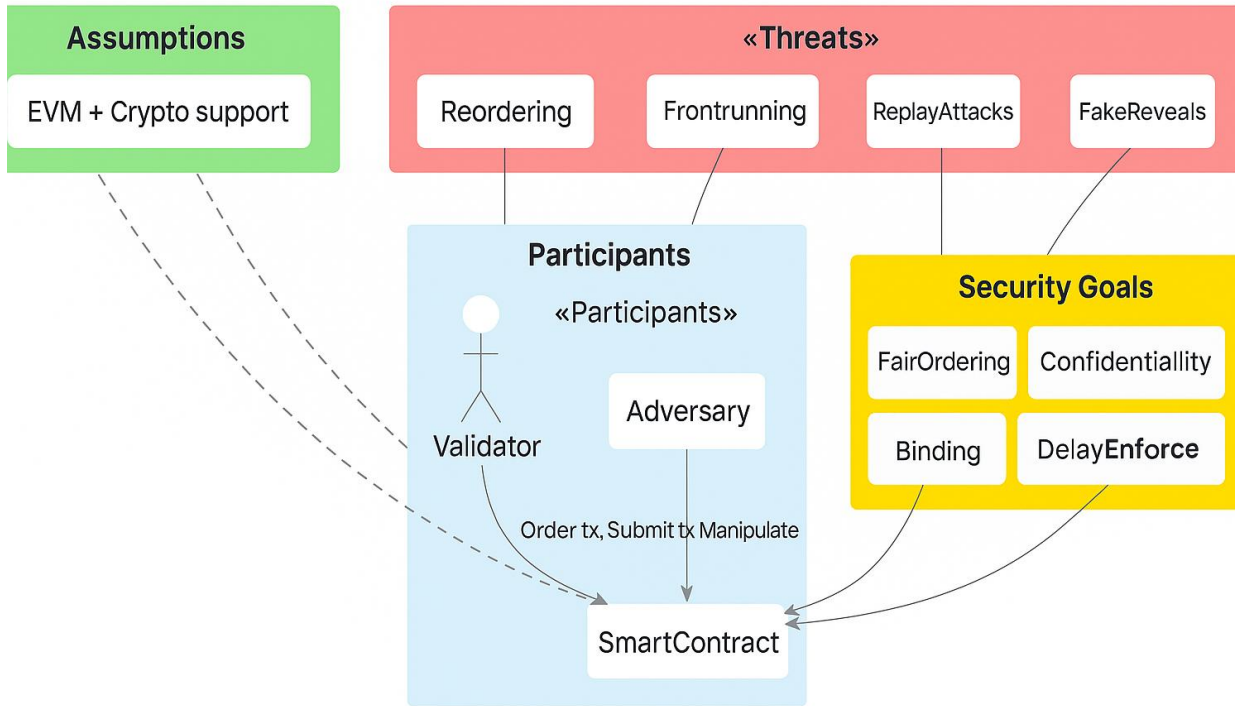 Assumptions
EVM + Crypto support
«Threats»
Reordering
Frontrunning
ReplayAttacks
FakeReveals
Participants
«Participants»
Validator
Adversary
Order tx, Submit tx Manipulate
SmartContract
Security Goals
FairOrdering
Confidentiallity
Binding
DelayEnforce